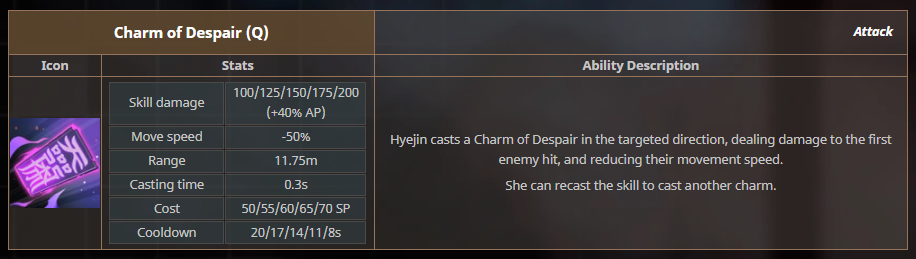 Charm of Despair (Q)
Attack
Icon
Stats
Ability Description
Skill damage
100/125/150/175/200
(+40% AP)
Move speed
-50%
Range
11.75m
Casting time
0.3s
Cost
50/55/60/65/70 SP
Cooldown
20/17/14/11/8s
Hyejin casts a Charm of Despair in the targeted direction, dealing damage to the first
enemy hit, and reducing their movement speed.
She can recast the skill to cast another charm.